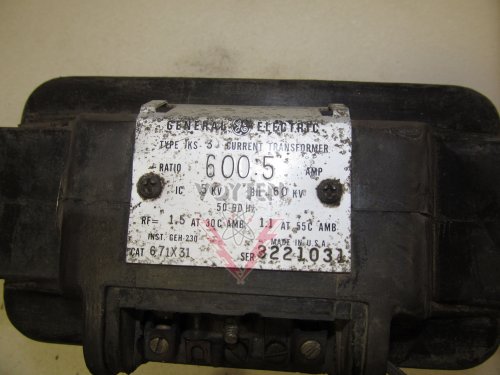 GENERAL ELECTRIC
TYPE JKS-3 CURRENT TRANSFORMER
RATIO 600:5 AMP
IC 5 KV BIL 60 KV
50-60 Hz
RF= 1.5 AT 30C AMB 1.1 AT 55C AMB
INST. GEH-230 MADE IN U.S.A.
CAT 671X31 SER 3221031